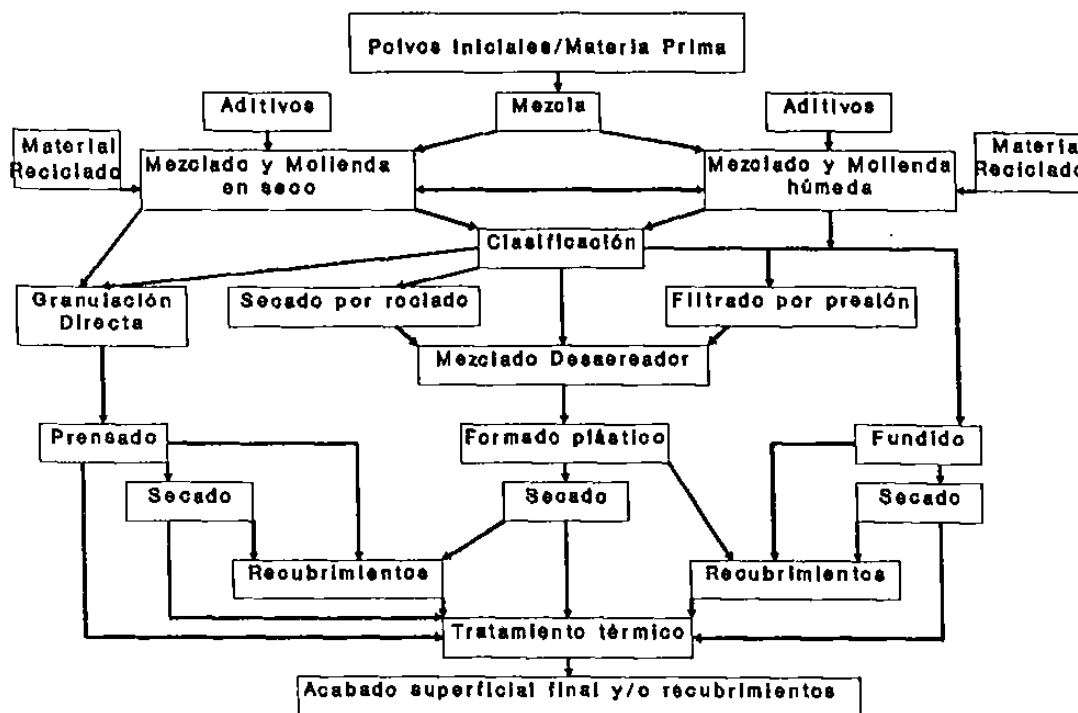 Polvos Iniciales/Materia Prima
Aditivos
Mezcla
Aditivos
Material
Reciclado
Mezclado y Molienda
en seco
Mezclado y Molienda
húmeda
Material
Reciclado
Clasificación
Granulación
Directa
Secado por rociado
Filtrado por presión
Mezclado Desaereador
Prensado
Formado plástico
Fundido
Secado
Secado
Secado
Recubrimientos
Recubrimientos
Tratamiento térmico
Acabado superficial final y/o recubrimientos